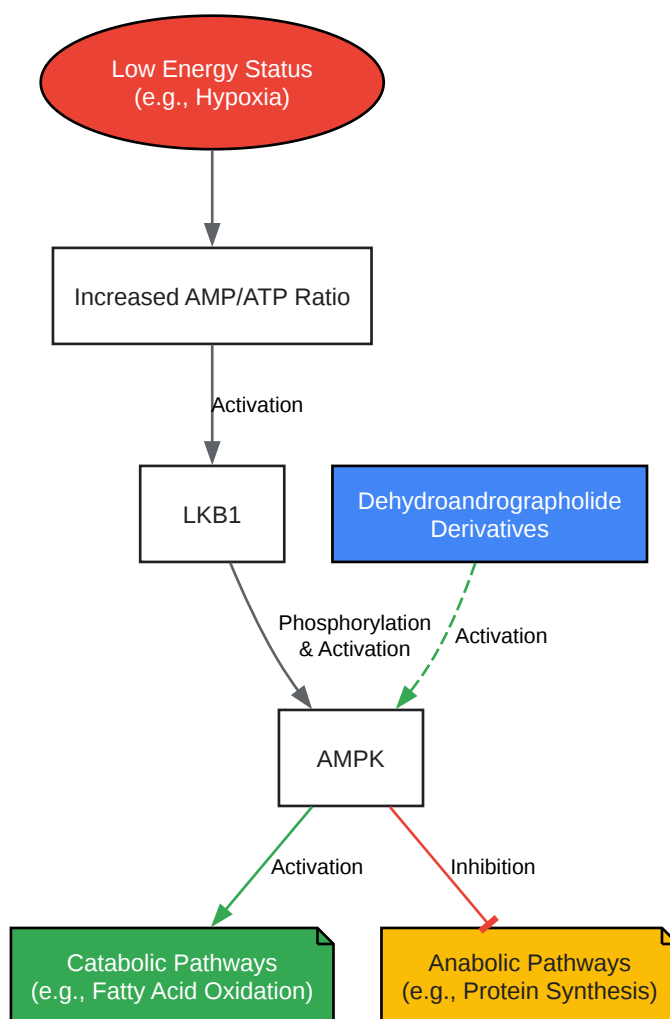 Low Energy Status
(e.g., Hypoxia)
Increased AMP/ATP Ratio
Activation
LKB1
Dehydroandrographolide
Derivatives
Phosphorylation
& Activation
Activation
AMPK
Activation
Inhibition
Catabolic Pathways
(e.g., Fatty Acid Oxidation)
Anabolic Pathways
(e.g., Protein Synthesis)